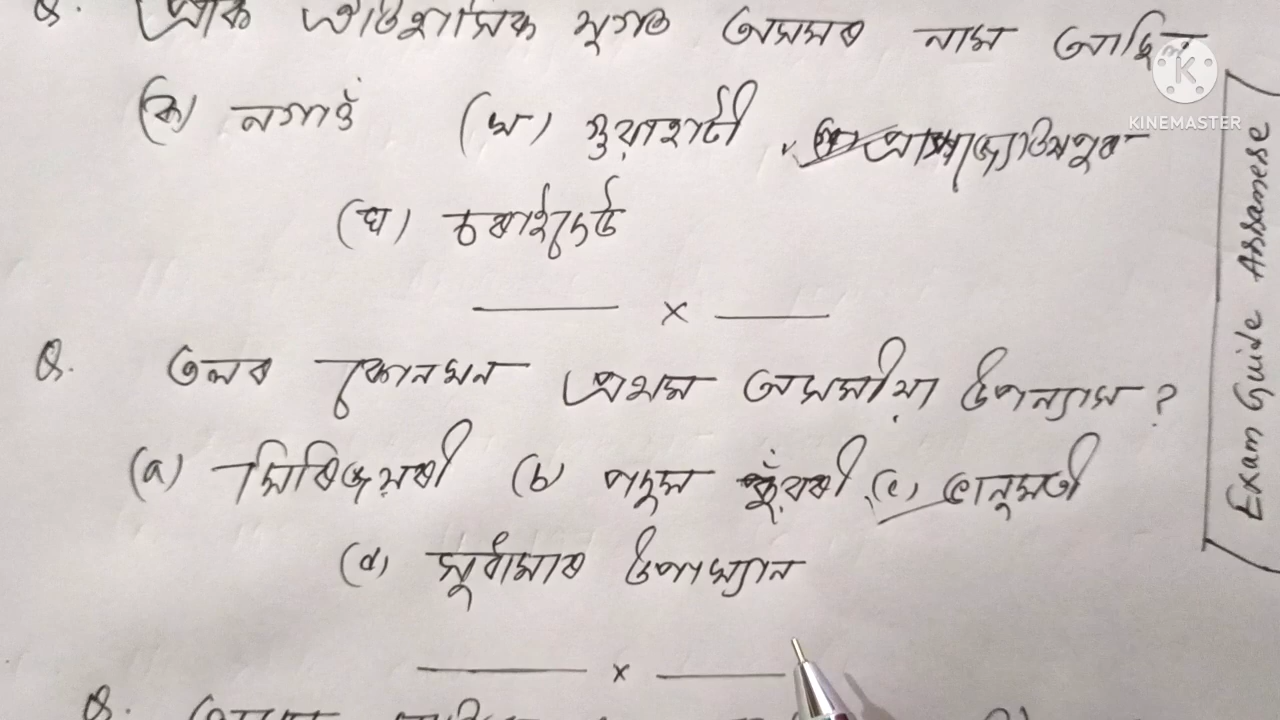 Q. প্ৰাক ঐতিহাসিক যুগত অসমৰ নাম আছিল
(ক) নগাওঁ (খ) গুৱাহাটী প্ৰাগজ্যোতিষপুৰ
(ঘ) চৰাইদেউ
x
Q. তলৰ কোনখন প্ৰথম অসমীয়া উপন্যাস?
(a) মিৰিজীয়ৰী (b) পদুম কুঁৱৰী (c) ভানুমতী
(d) সুধৰ্মাৰ উপাখ্যান
x
Q.
Exam Guide Assamese
KINEMASTER